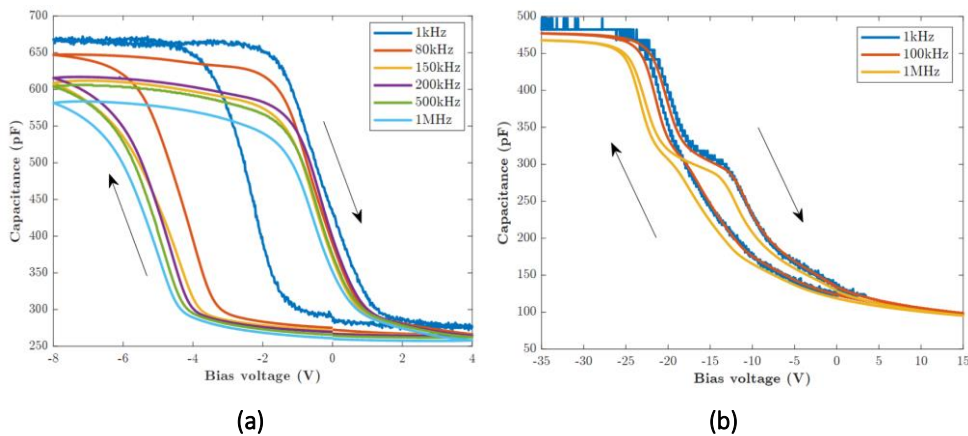 700
650
600
550
500
450
400
350
300
250
Capacitance (pF)
-8 -6 -4 -2 0 2 4
Bias voltage (V)
1kHz
80kHz
150kHz
200kHz
500kHz
1MHz
(a)
500
450
400
350
300
250
200
150
100
50
Capacitance (pF)
-35 -30 -25 -20 -15 -10 -5 0 5 10 15
Bias voltage (V)
1kHz
100kHz
1MHz
(b)